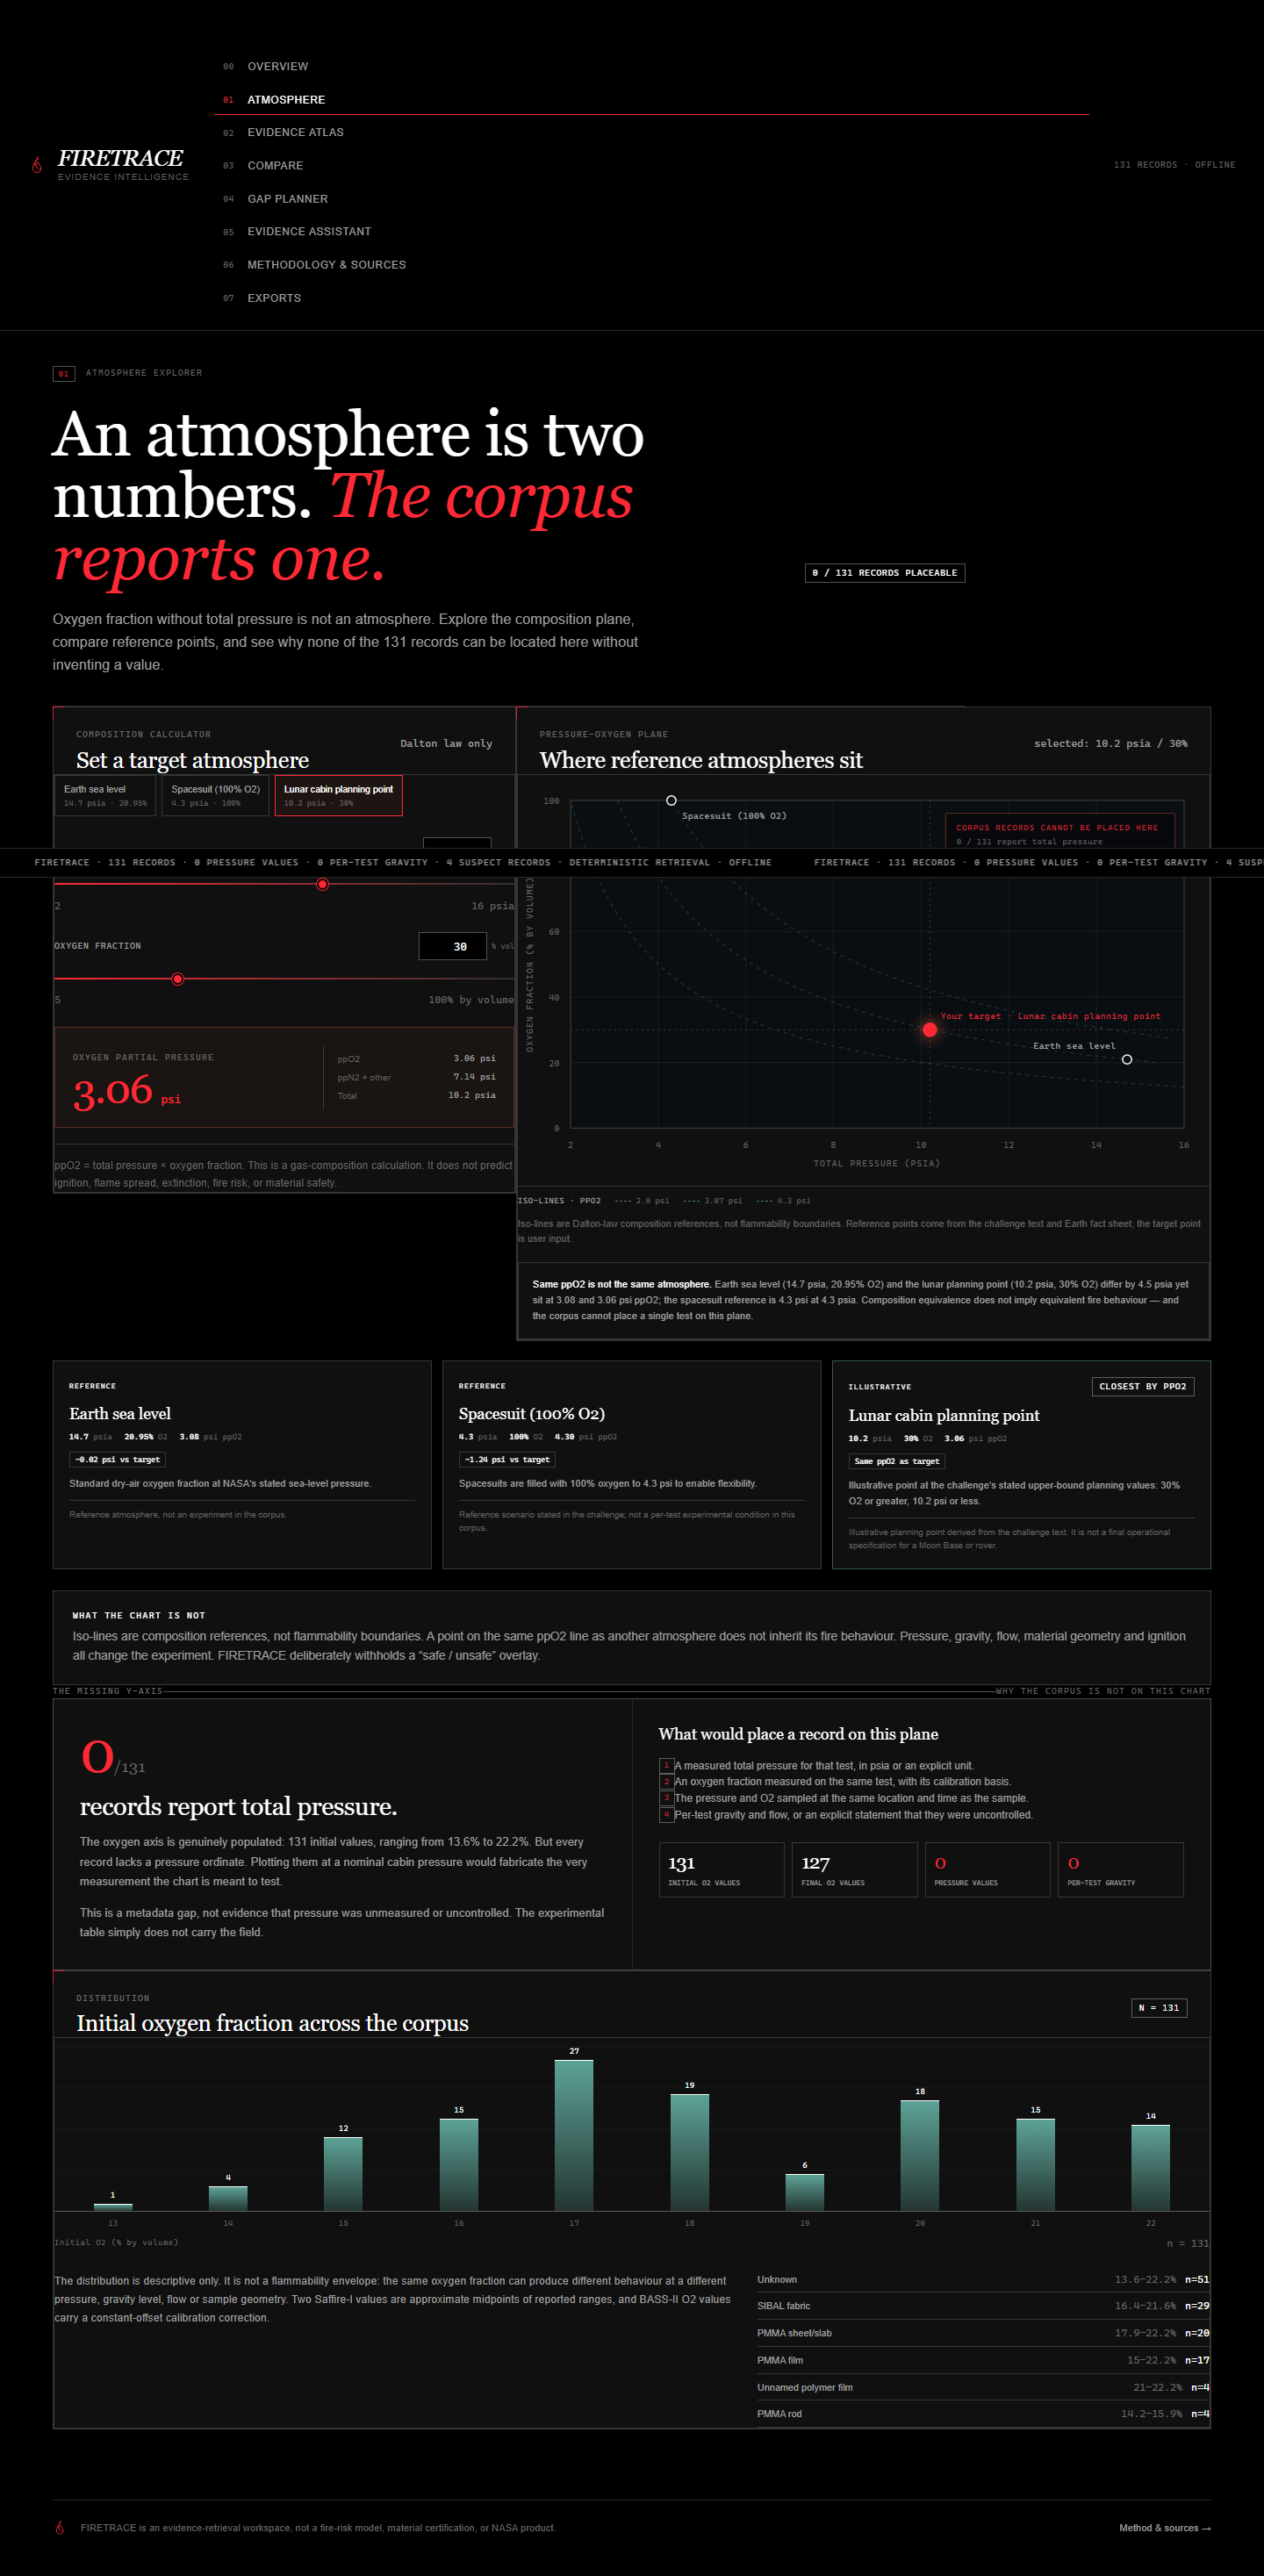 00 OVERVIEW
01 ATMOSPHERE
02 EVIDENCE ATLAS
03 COMPARE
04 GAP PLANNER
05 EVIDENCE ASSISTANT
06 METHODOLOGY & SOURCES
07 EXPORTS
FIRETRACE
EVIDENCE INTELLIGENCE
131 RECORDS · OFFLINE
01 ATMOSPHERE EXPLORER
An atmosphere is two
numbers. The corpus
reports one.
0 / 131 RECORDS PLACEABLE
Oxygen fraction without total pressure is not an atmosphere. Explore the composition plane,
compare reference points, and see why none of the 131 records can be located here without
inventing a value.
COMPOSITION CALCULATOR
Set a target atmosphere
Dalton law only
Earth sea level
14.7 psia · 20.95%
Spacesuit (100% O2)
4.3 psia · 100%
Lunar cabin planning point
10.2 psia · 30%
FIRETRACE · 131 RECORDS · 0 PRESSURE VALUES · 0 PER-TEST GRAVITY · 4 SUSPECT RECORDS · DETERMINISTIC RETRIEVAL · OFFLINE
FIRETRACE · 131 RECORDS · 0 PRESSURE VALUES · 0 PER-TEST GRAVITY · 4 SUSP
2
16 psia
OXYGEN FRACTION
30 % vol
5
100% by volume
OXYGEN PARTIAL PRESSURE
3.06 psi
ppO2 3.06 psi
ppN2 + other 7.14 psi
Total 10.2 psia
ppO2 = total pressure × oxygen fraction. This is a gas-composition calculation. It does not predict
ignition, flame spread, extinction, fire risk, or material safety.
PRESSURE-OXYGEN PLANE
Where reference atmospheres sit
selected: 10.2 psia / 30%
100
60
40
20
0
OXYGEN FRACTION (% BY VOLUME)
Spacesuit (100% O2)
CORPUS RECORDS CANNOT BE PLACED HERE
0 / 131 report total pressure
Your target · Lunar cabin planning point
Earth sea level
2 4 6 8 10 12 14 16
TOTAL PRESSURE (PSIA)
ISO-LINES · PPO2 ---- 2.0 psi ---- 3.07 psi ---- 4.3 psi
Iso-lines are Dalton-law composition references, not flammability boundaries. Reference points come from the challenge text and Earth fact sheet; the target point
is user input.
Same ppO2 is not the same atmosphere. Earth sea level (14.7 psia, 20.95% O2) and the lunar planning point (10.2 psia, 30% O2) differ by 4.5 psia yet
sit at 3.08 and 3.06 psi ppO2; the spacesuit reference is 4.3 psi at 4.3 psia. Composition equivalence does not imply equivalent fire behaviour — and
the corpus cannot place a single test on this plane.
REFERENCE
Earth sea level
14.7 psia 20.95% O2 3.08 psi ppO2
−0.02 psi vs target
Standard dry-air oxygen fraction at NASA's stated sea-level pressure.
Reference atmosphere, not an experiment in the corpus.
REFERENCE
Spacesuit (100% O2)
4.3 psia 100% O2 4.30 psi ppO2
−1.24 psi vs target
Spacesuits are filled with 100% oxygen to 4.3 psi to enable flexibility.
Reference scenario stated in the challenge; not a per-test experimental condition in this
corpus.
ILLUSTRATIVE
CLOSEST BY PPO2
Lunar cabin planning point
10.2 psia 30% O2 3.06 psi ppO2
Same ppO2 as target
Illustrative point at the challenge's stated upper-bound planning values: 30%
O2 or greater, 10.2 psi or less.
Illustrative planning point derived from the challenge text. It is not a final operational
specification for a Moon Base or rover.
WHAT THE CHART IS NOT
Iso-lines are composition references, not flammability boundaries. A point on the same ppO2 line as another atmosphere does not inherit its fire behaviour. Pressure, gravity, flow, material geometry and ignition
all change the experiment. FIRETRACE deliberately withholds a “safe / unsafe” overlay.
THE MISSING Y-AXIS
WHY THE CORPUS IS NOT ON THIS CHART
0/131
records report total pressure.
The oxygen axis is genuinely populated: 131 initial values, ranging from 13.6% to 22.2%. But every
record lacks a pressure ordinate. Plotting them at a nominal cabin pressure would fabricate the very
measurement the chart is meant to test.
This is a metadata gap, not evidence that pressure was unmeasured or uncontrolled. The experimental
table simply does not carry the field.
What would place a record on this plane
1 A measured total pressure for that test, in psia or an explicit unit.
2 An oxygen fraction measured on the same test, with its calibration basis.
3 The pressure and O2 sampled at the same location and time as the sample.
4 Per-test gravity and flow, or an explicit statement that they were uncontrolled.
131
INITIAL O2 VALUES
127
FINAL O2 VALUES
0
PRESSURE VALUES
0
PER-TEST GRAVITY
DISTRIBUTION
Initial oxygen fraction across the corpus
N = 131
1 4 12 15 27 19 6 18 15 14
13 14 15 16 17 18 19 20 21 22
Initial O2 (% by volume)
n = 131
The distribution is descriptive only. It is not a flammability envelope: the same oxygen fraction can produce different behaviour at a different
pressure, gravity level, flow or sample geometry. Two Saffire-I values are approximate midpoints of reported ranges, and BASS-II O2 values
carry a constant-offset calibration correction.
Unknown 13.6–22.2% n=51
SIBAL fabric 16.4–21.6% n=29
PMMA sheet/slab 17.9–22.2% n=20
PMMA film 15–22.2% n=17
Unnamed polymer film 21–22.2% n=4
PMMA rod 14.2–15.9% n=4
FIRETRACE is an evidence-retrieval workspace, not a fire-risk model, material certification, or NASA product.
Method & sources →